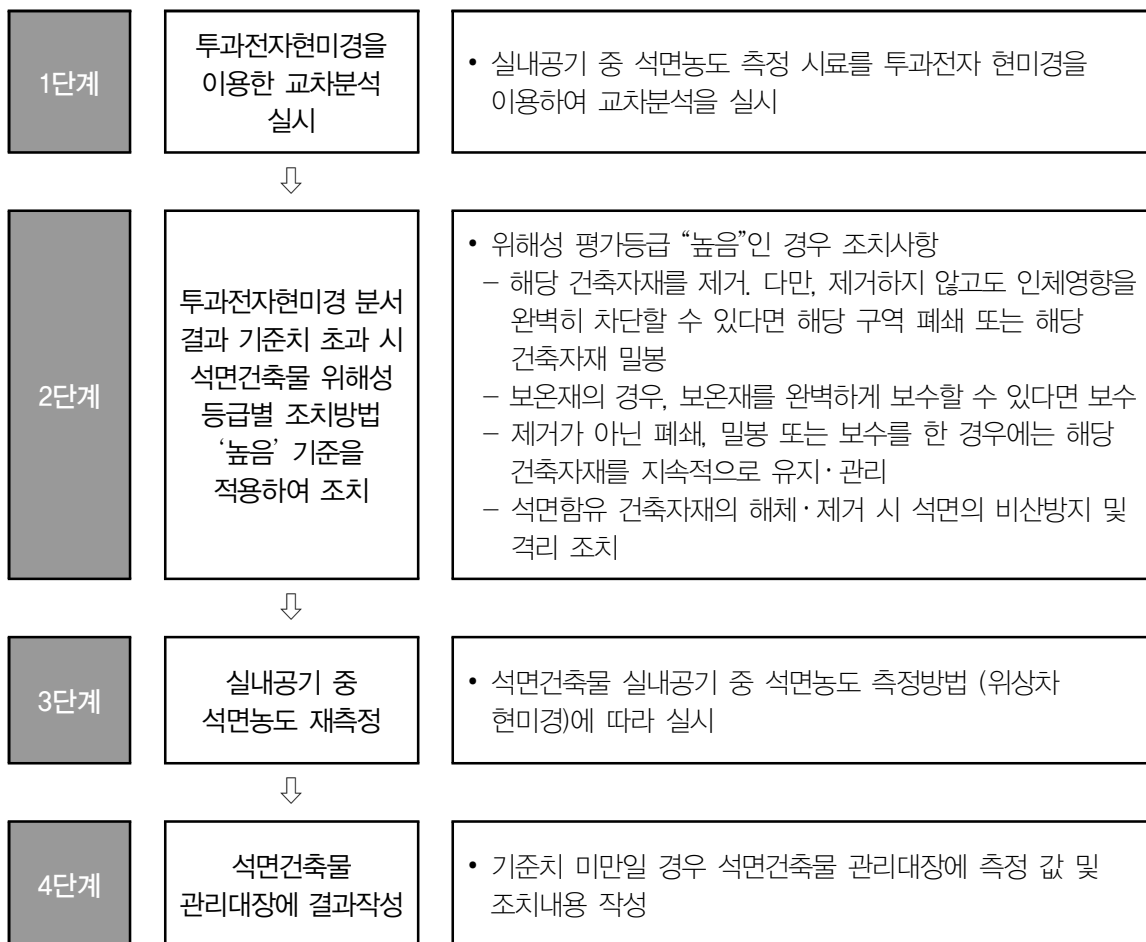 1단계
투과전자현미경을
이용한 교차분석
실시
• 실내공기 중 석면농도 측정 시료를 투과전자 현미경을
이용하여 교차분석을 실시
⇩
2단계
투과전자현미경 분서
결과 기준치 초과 시
석면건축물 위해성
등급별 조치방법
‘높음’ 기준을
적용하여 조치
• 위해성 평가등급 “높음”인 경우 조치사항
– 해당 건축자재를 제거. 다만, 제거하지 않고도 인체영향을
완벽히 차단할 수 있다면 해당 구역 폐쇄 또는 해당
건축자재 밀봉
– 보온재의 경우, 보온재를 완벽하게 보수할 수 있다면 보수
– 제거가 아닌 폐쇄, 밀봉 또는 보수를 한 경우에는 해당
건축자재를 지속적으로 유지·관리
– 석면함유 건축자재의 해체·제거 시 석면의 비산방지 및
격리 조치
⇩
3단계
실내공기 중
석면농도 재측정
• 석면건축물 실내공기 중 석면농도 측정방법 (위상차
현미경)에 따라 실시
⇩
4단계
석면건축물
관리대장에 결과작성
• 기준치 미만일 경우 석면건축물 관리대장에 측정 값 및
조치내용 작성